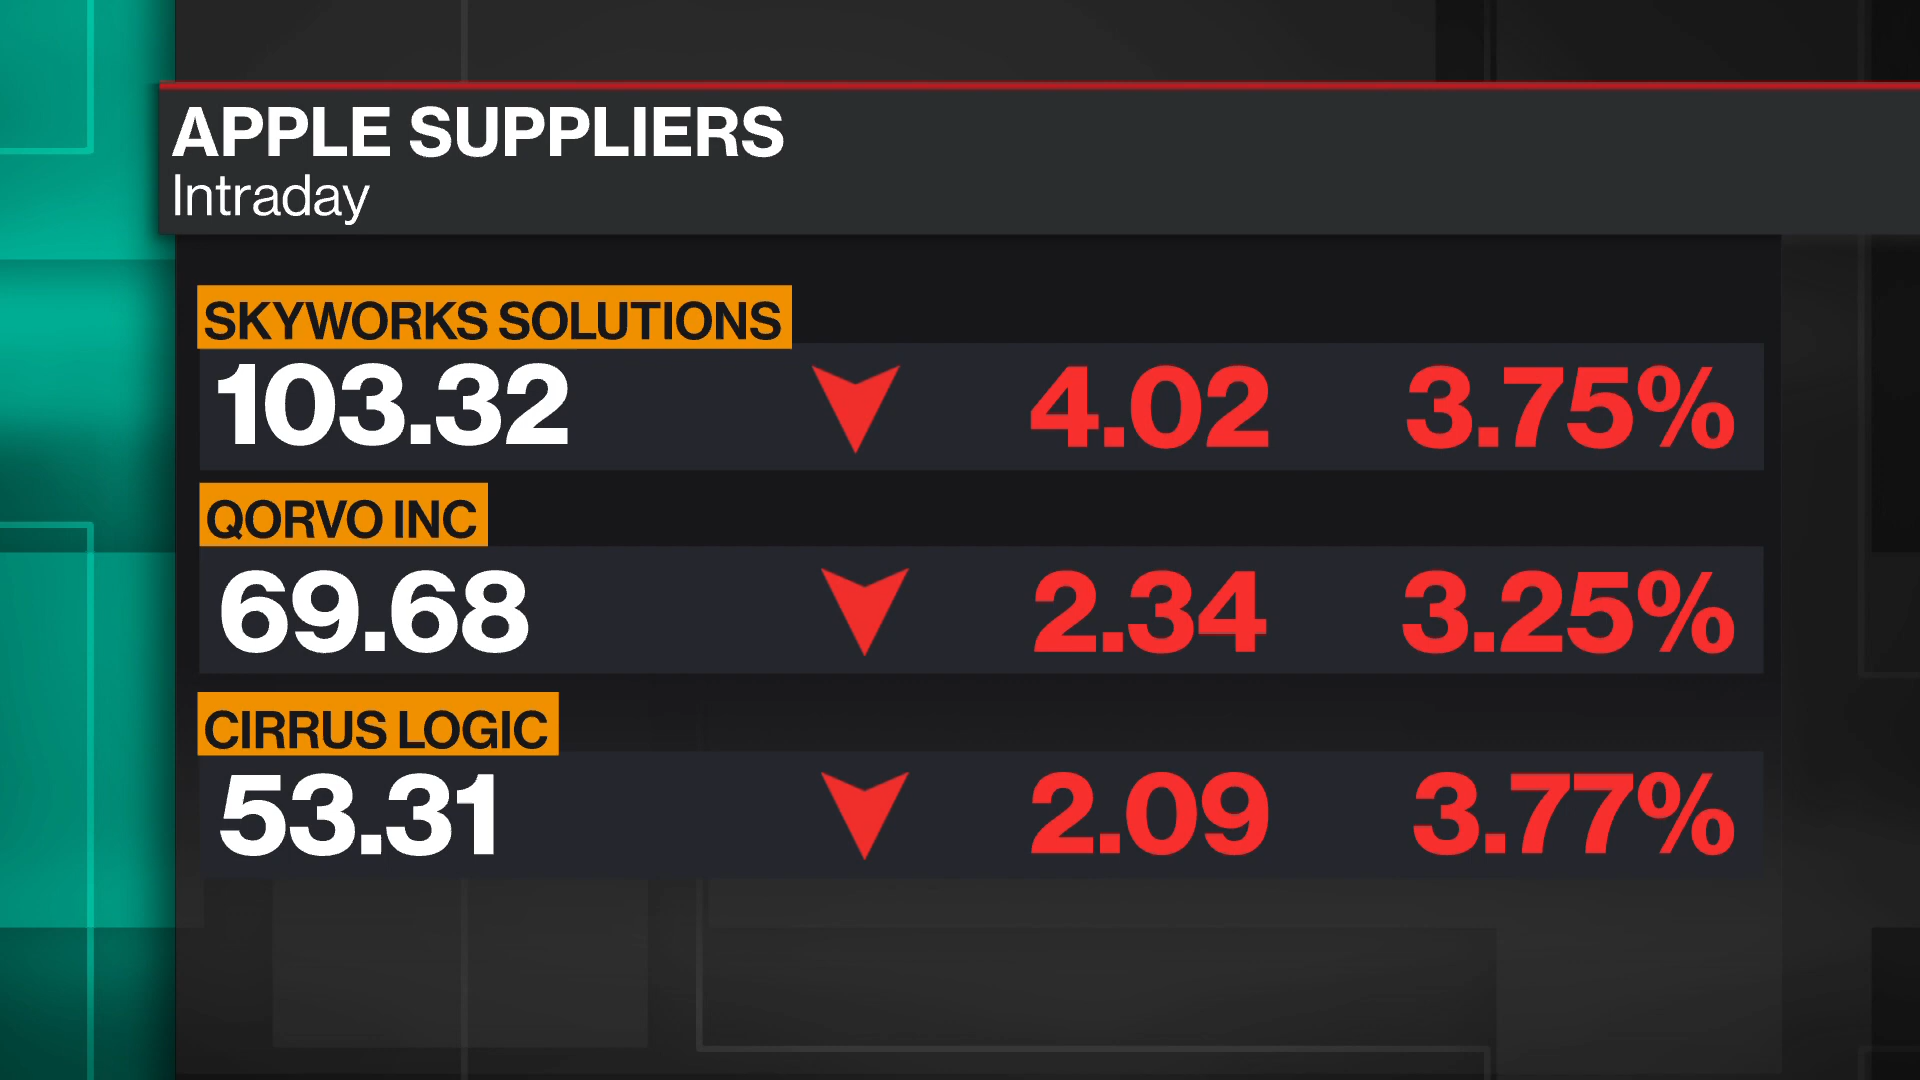 APPLE SUPPLIERS
Intraday
SKYWORKS SOLUTIONS
103.32 4.02 3.75%
QORVO INC
69.68 2.34 3.25%
CIRRUS LOGIC
53.31 2.09 3.77%